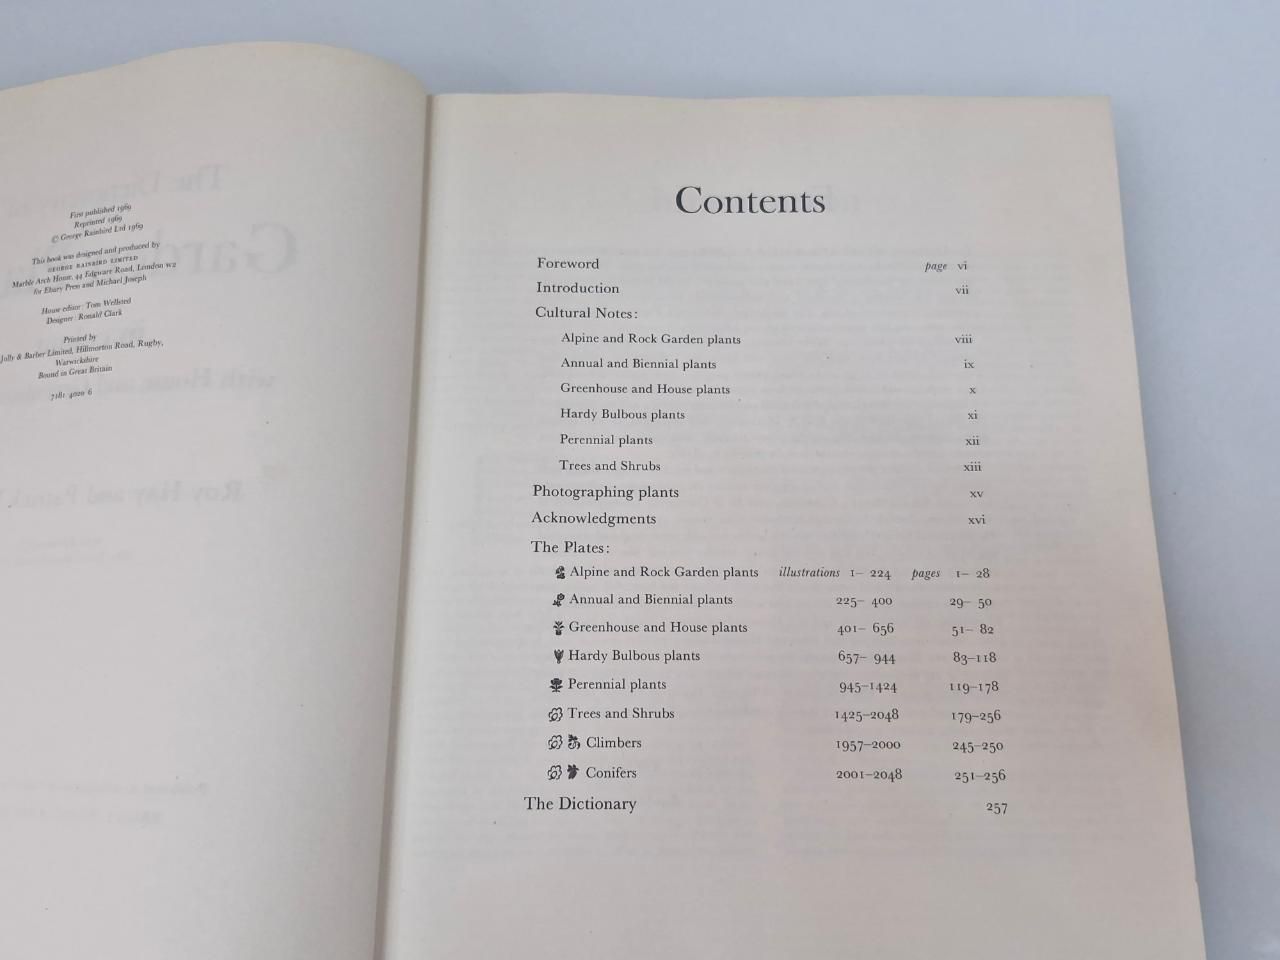 First published 1969
Reprinted 1969
© George Rainbird Ltd 1969
This book was designed and produced by
GEORGE RAINBIRD LIMITED
Marble Arch House, 44 Edgware Road, London W2
for Ebury Press and Michael Joseph
House editor: Tom Wellsted
Designer: Ronald Clark
Printed by
Jolly & Barber Limited, Hillmorton Road, Rugby,
Warwickshire
Bound in Great Britain
7181 4020 6
Contents
Foreword page vi
Introduction vii
Cultural Notes:
Alpine and Rock Garden plants viii
Annual and Biennial plants ix
Greenhouse and House plants x
Hardy Bulbous plants xi
Perennial plants xii
Trees and Shrubs xiii
Photographing plants xv
Acknowledgments xvi
The Plates:
Alpine and Rock Garden plants illustrations 1– 224 pages 1– 28
Annual and Biennial plants 225– 400 29– 50
Greenhouse and House plants 401– 656 51– 82
Hardy Bulbous plants 657– 944 83–118
Perennial plants 945–1424 119–178
Trees and Shrubs 1425–2048 179–256
Climbers 1957–2000 245–250
Conifers 2001–2048 251–256
The Dictionary 257